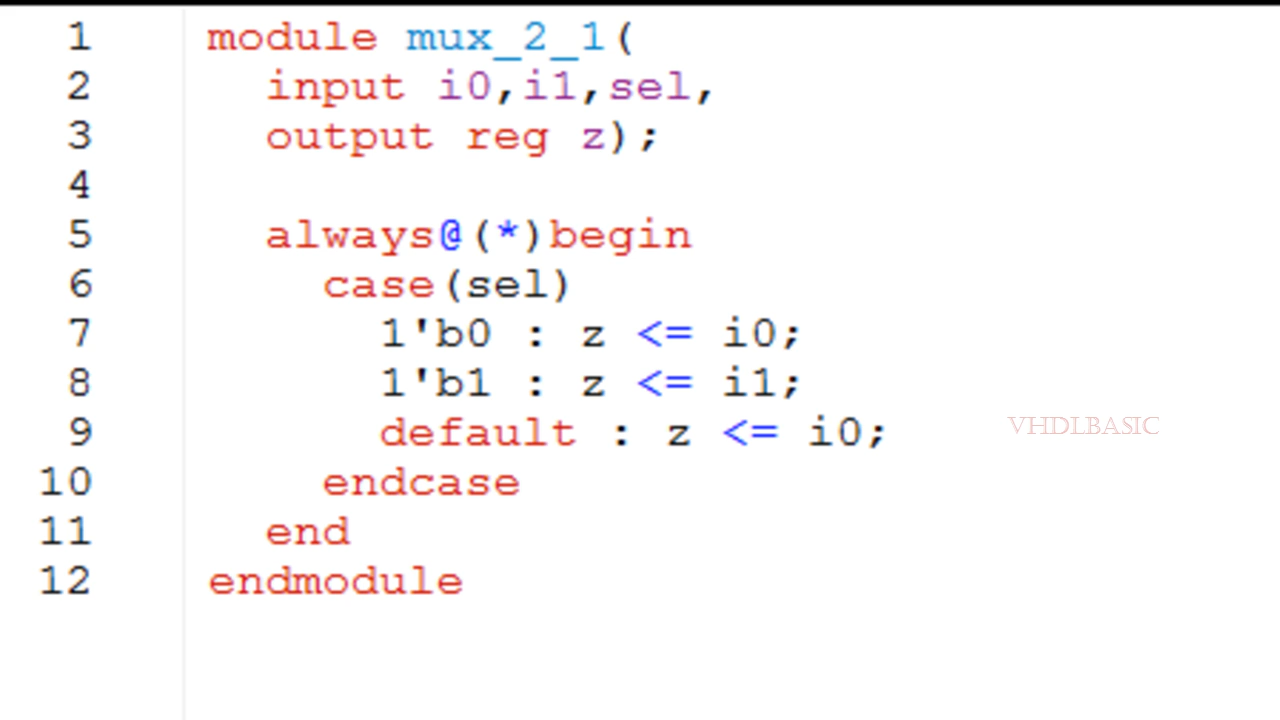 1 module mux_2_1(
2 input i0,i1,sel,
3 output reg z);
4
5 always@(*)begin
6 case(sel)
7 1'b0 : z <= i0;
8 1'b1 : z <= i1;
9 default : z <= i0;
VHDLBASIC
10 endcase
11 end
12 endmodule